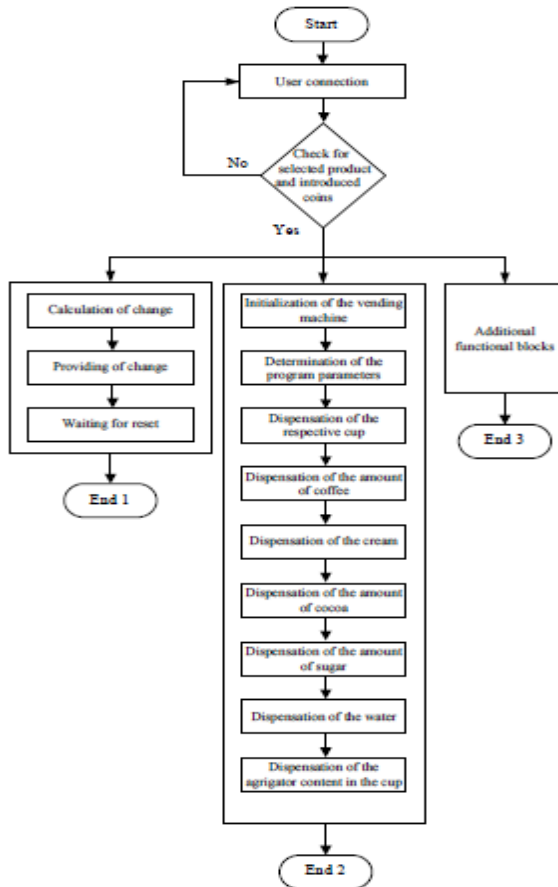 Start
User connection
Check for
selected product
and introduced
coins
No
Yes
Calculation of change
Providing of change
Waiting for reset
End 1
Initialization of the vending
machine
Determination of the
program parameters
Dispensation of the
respective cup
Dispensation of the amount
of coffee
Dispensation of the cream
Dispensation of the amount
of cocoa
Dispensation of the amount
of sugar
Dispensation of the water
Dispensation of the
agrigator content in the cup
End 2
Additional
functional blocks
End 3